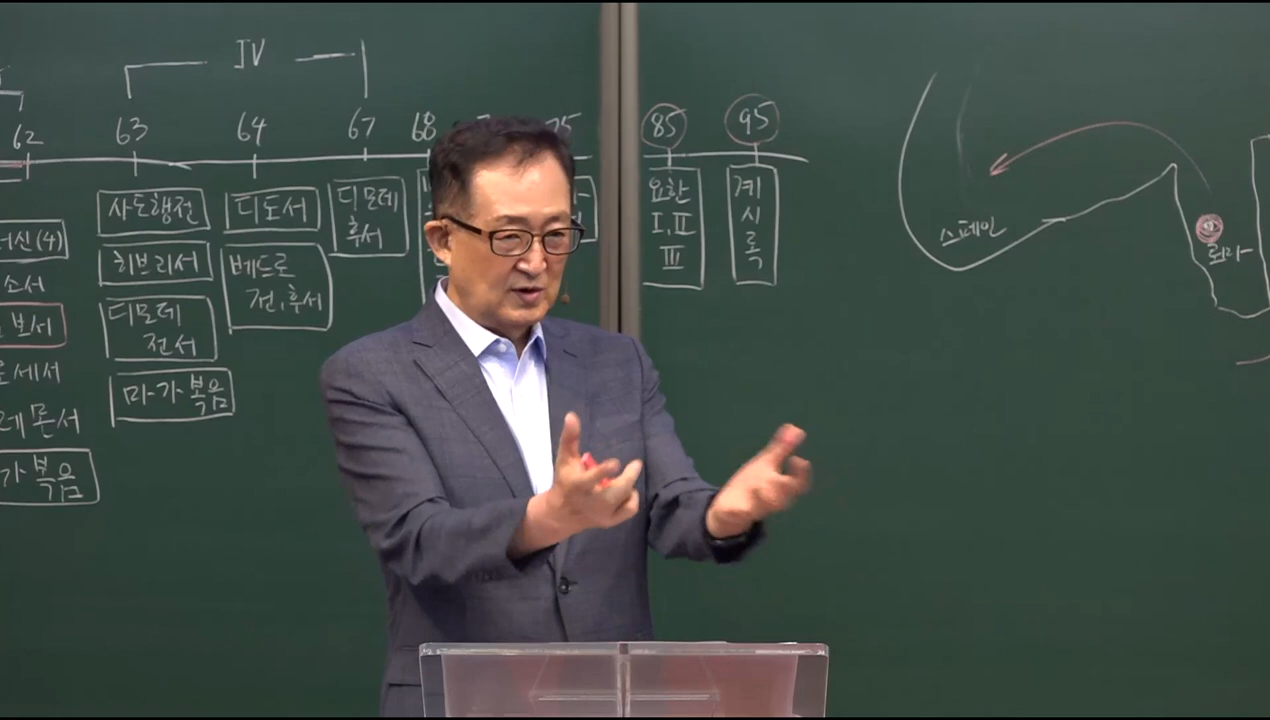 IV
62
63
64
67
68
85
95
사도행전
히브리서
디모데
전서
마가복음
디도서
베드로
전,후서
디모데
후서
요한
I, II
III
계
시
록
서신(4)
소서
보서
세서
레몬서
가복음
스페인
로마